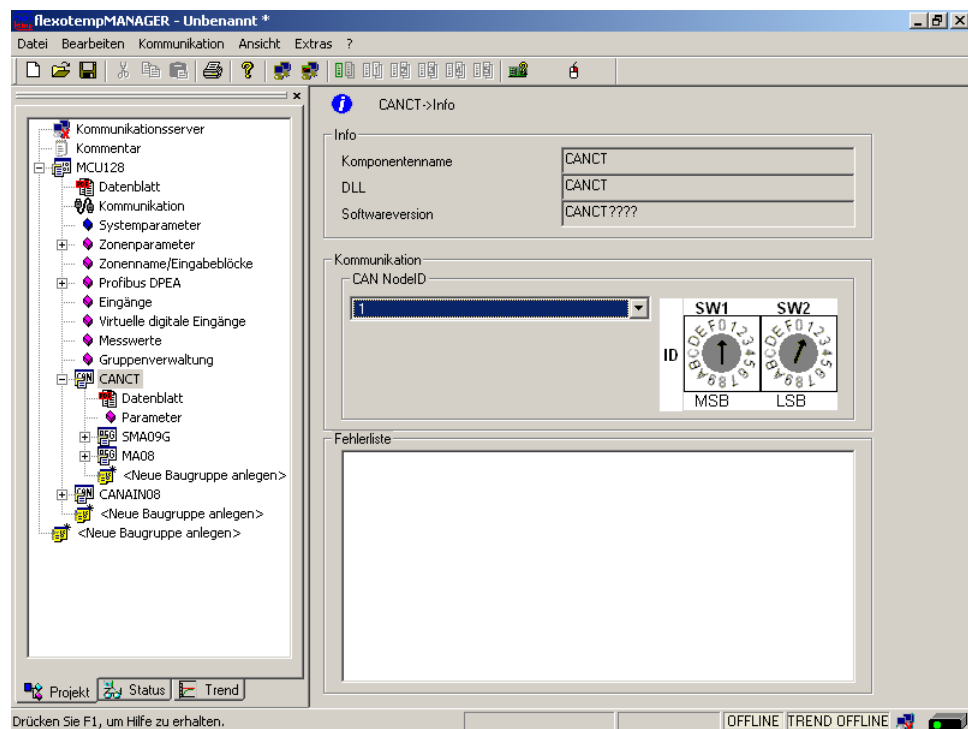 flexotempMANAGER - Unbenannt *
Datei Bearbeiten Kommunikation Ansicht Extras ?
Kommunikationsserver
Kommentar
MCU128
Datenblatt
Kommunikation
Systemparameter
Zonenparameter
Zonenname/Eingabeblöcke
Profibus DPEA
Eingänge
Virtuelle digitale Eingänge
Messwerte
Gruppenverwaltung
CANCT
Datenblatt
Parameter
SMA09G
MA08
<Neue Baugruppe anlegen>
CANAIN08
<Neue Baugruppe anlegen>
<Neue Baugruppe anlegen>
Projekt Status Trend
CANCT->Info
Info
Komponentenname CANCT
DLL CANCT
Softwareversion CANCT????
Kommunikation
CAN NodeID
1
SW1 SW2
ID
MSB LSB
Fehlerliste
Drücken Sie F1, um Hilfe zu erhalten.
OFFLINE TREND OFFLINE